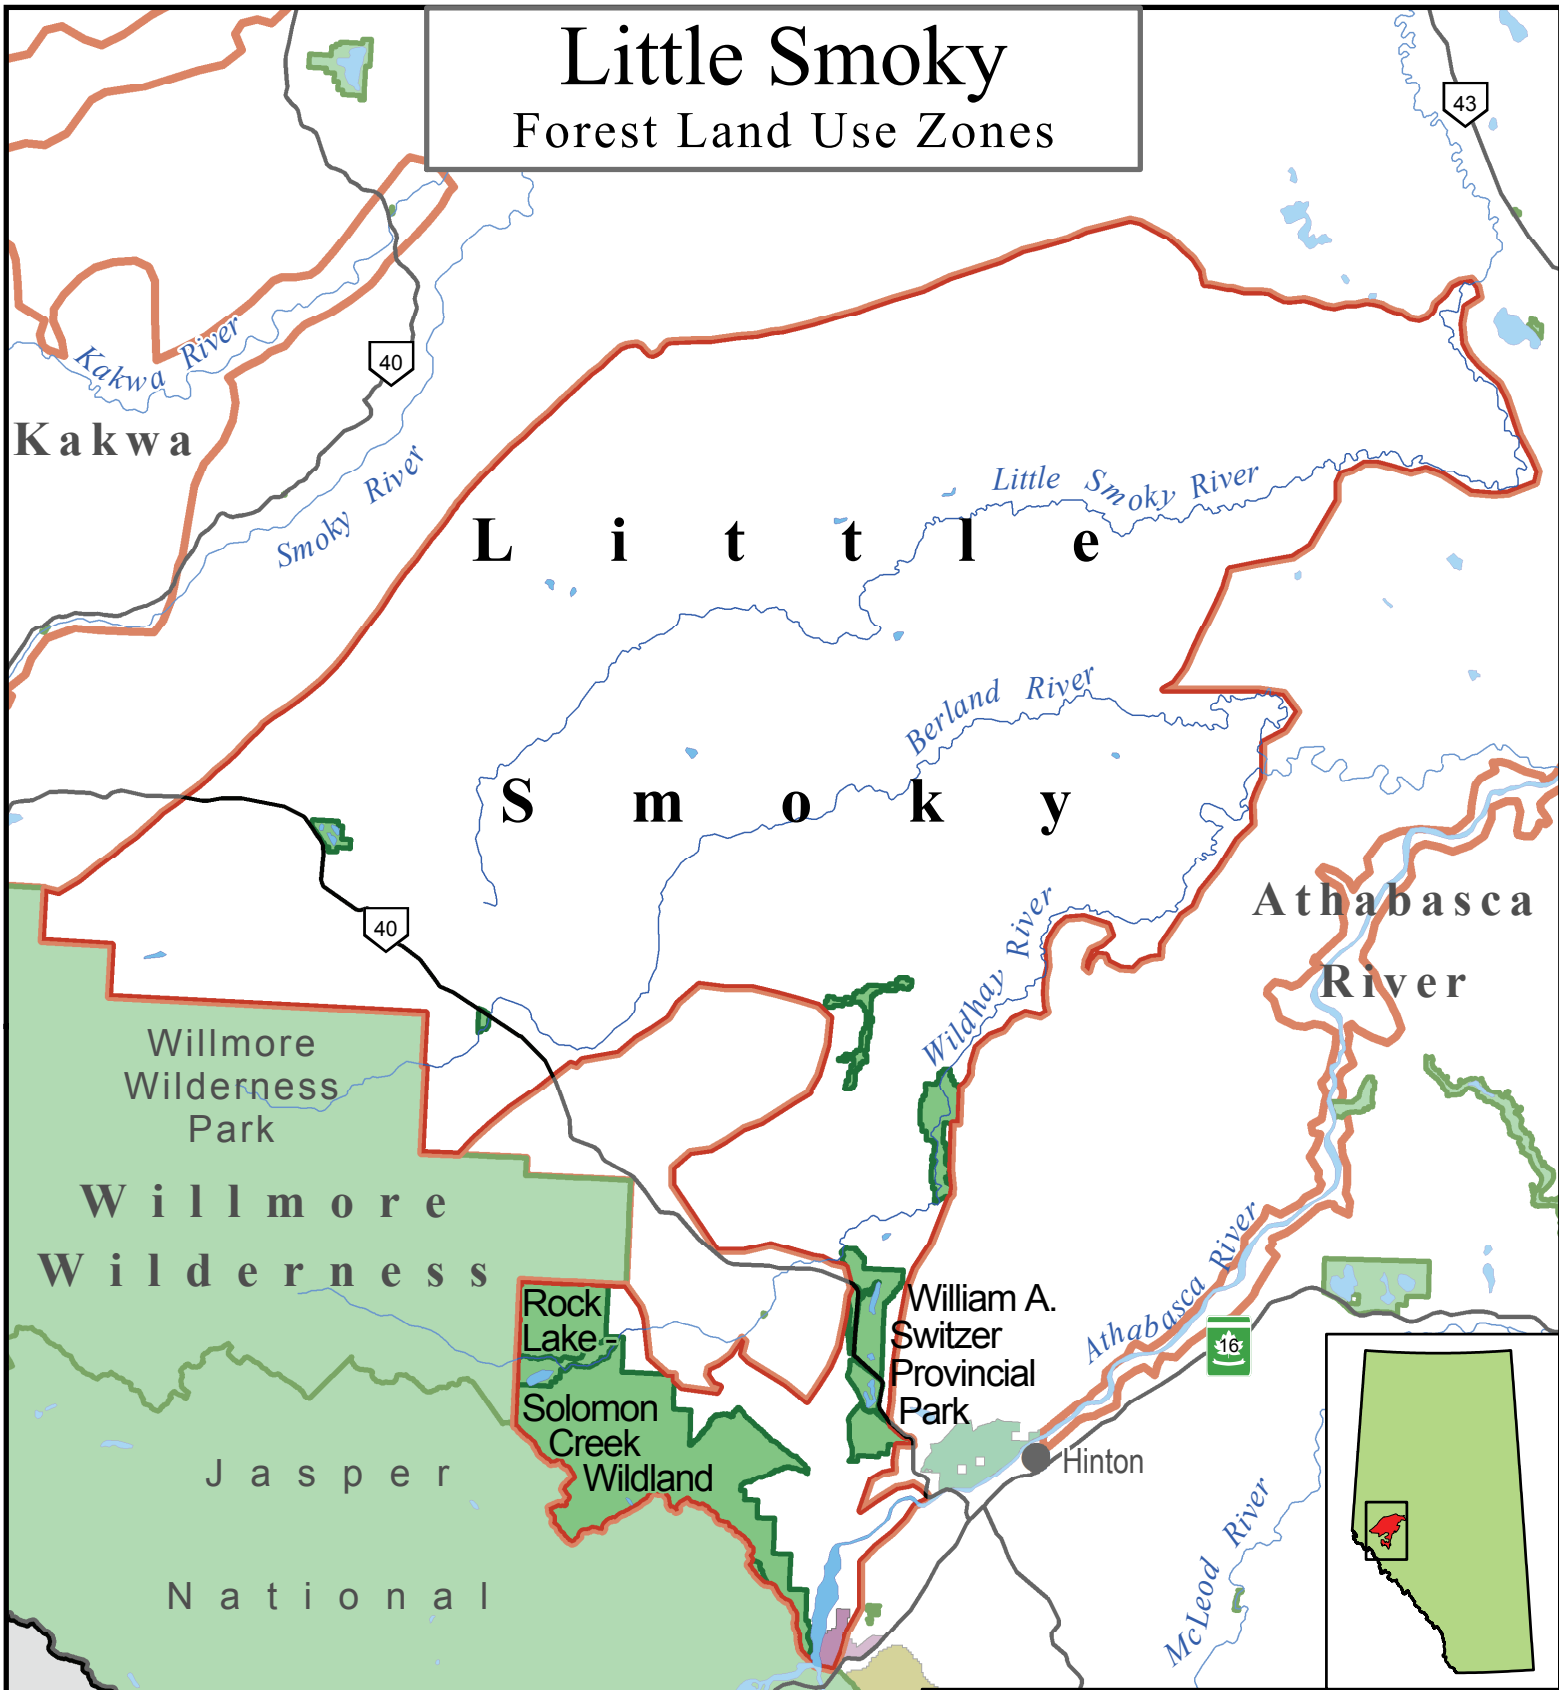 Little Smoky
Forest Land Use Zones
43
Kakwa River
40
Kakwa
Smoky River
Little Smoky River
Little
Berland River
Smoky
Athabasca
River
40
Wildhay River
Willmore
Wilderness
Park
Willmore
Wilderness
Athabasca River
Rock
Lake -
Solomon
Creek
Wildland
William A.
Switzer
Provincial
Park
16
Hinton
Jasper
National
McLeod River